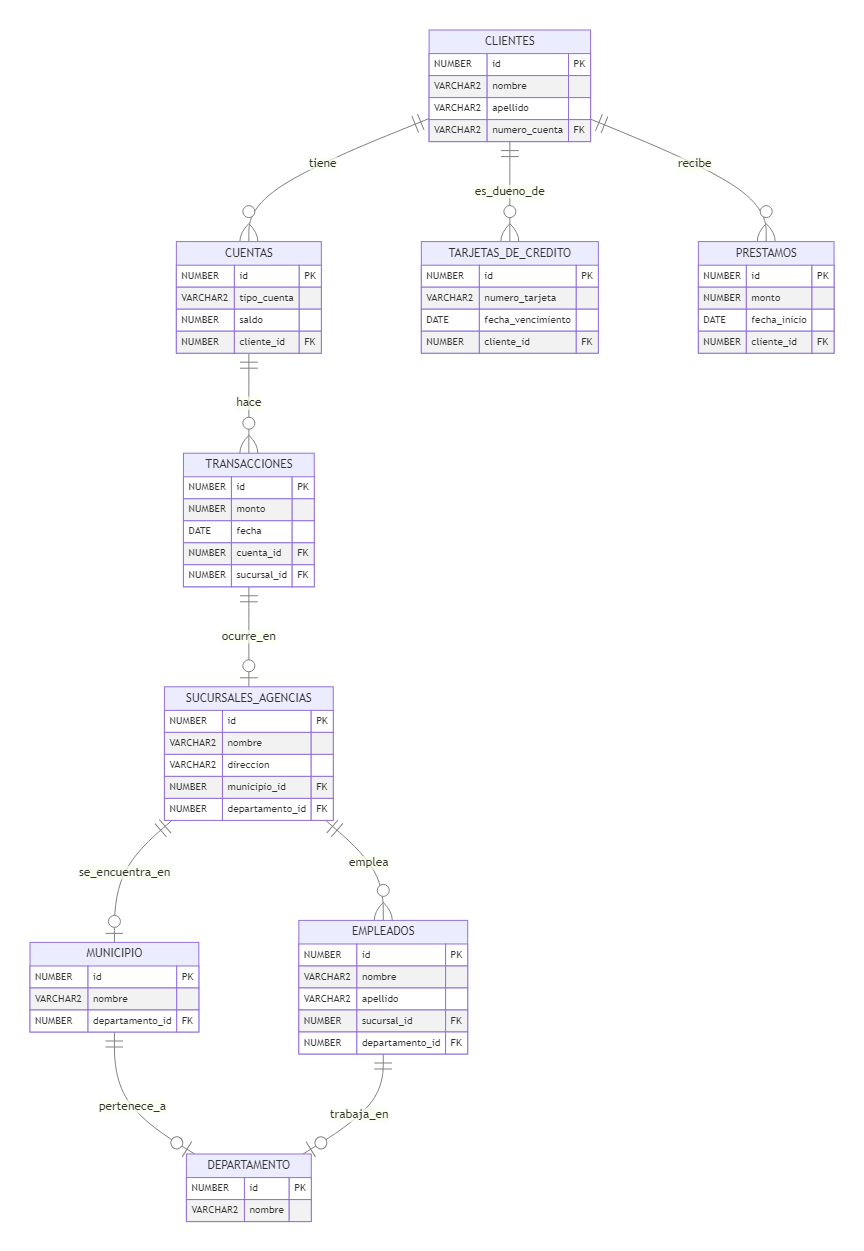 CLIENTES
NUMBER id PK
VARCHAR2 nombre
VARCHAR2 apellido
VARCHAR2 numero_cuenta FK
tiene
es_dueno_de
recibe
CUENTAS
NUMBER id PK
VARCHAR2 tipo_cuenta
NUMBER saldo
NUMBER cliente_id FK
TARJETAS_DE_CREDITO
NUMBER id PK
VARCHAR2 numero_tarjeta
DATE fecha_vencimiento
NUMBER cliente_id FK
PRESTAMOS
NUMBER id PK
NUMBER monto
DATE fecha_inicio
NUMBER cliente_id FK
hace
TRANSACCIONES
NUMBER id PK
NUMBER monto
DATE fecha
NUMBER cuenta_id FK
NUMBER sucursal_id FK
ocurre_en
SUCURSALES_AGENCIAS
NUMBER id PK
VARCHAR2 nombre
VARCHAR2 direccion
NUMBER municipio_id FK
NUMBER departamento_id FK
se_encuentra_en
emplea
MUNICIPIO
NUMBER id PK
VARCHAR2 nombre
NUMBER departamento_id FK
EMPLEADOS
NUMBER id PK
VARCHAR2 nombre
VARCHAR2 apellido
NUMBER sucursal_id FK
NUMBER departamento_id FK
pertenece_a
trabaja_en
DEPARTAMENTO
NUMBER id PK
VARCHAR2 nombre